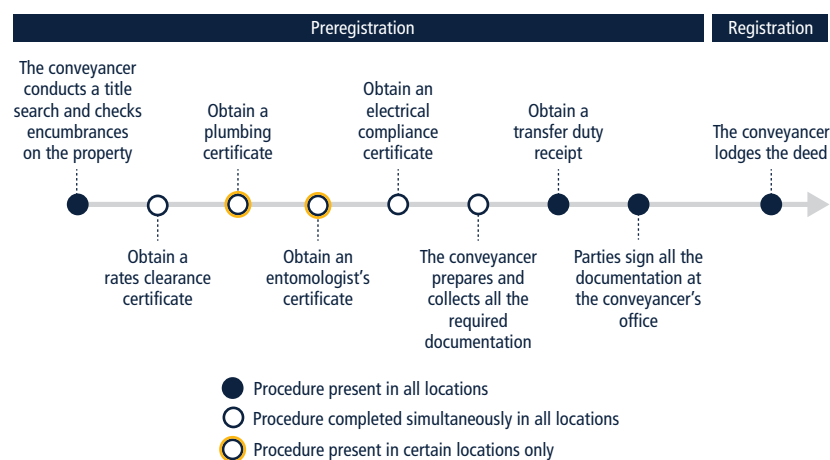 Preregistration
Registration
The conveyancer
conducts a title
search and checks
encumbrances
on the property
Obtain a
plumbing
certificate
Obtain an
electrical
compliance
certificate
Obtain a
transfer duty
receipt
The conveyancer
lodges the deed
Obtain a
rates clearance
certificate
Obtain an
entomologist's
certificate
The conveyancer
prepares and
collects all the
required
documentation
Parties sign all the
documentation at
the conveyancer's
office
Procedure present in all locations
Procedure completed simultaneously in all locations
Procedure present in certain locations only